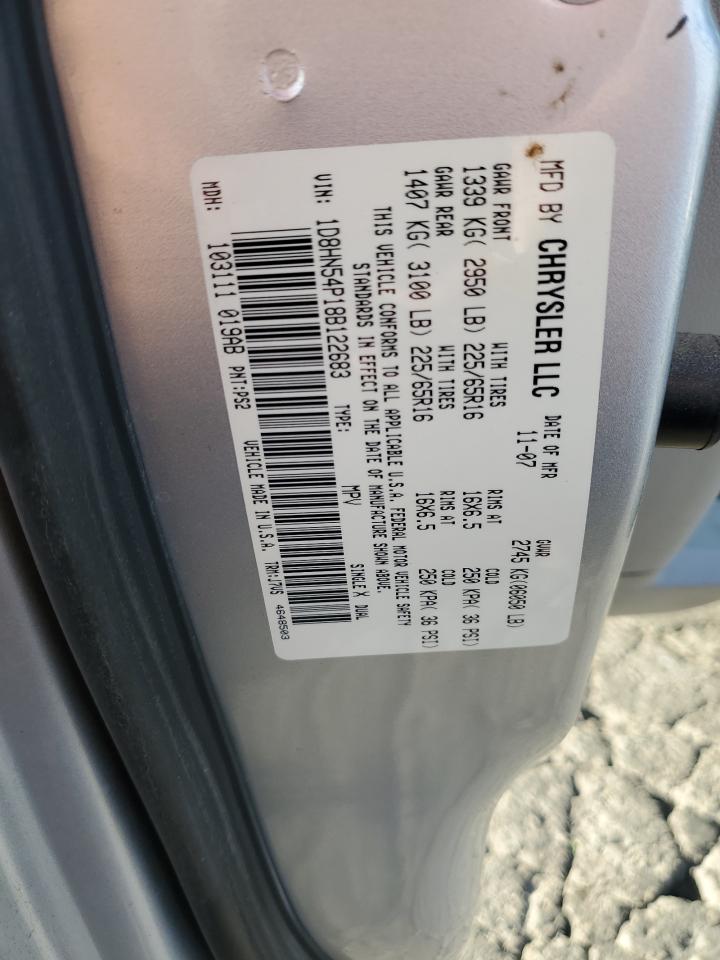 MFD BY CHRYSLER LLC DATE OF MFR GVWR
11-07 2745 KG(06050 LB)
GAWR FRONT WITH TIRES RIMS AT COLD
1339 KG( 2950 LB) 225/65R16 16X6.5 250 KPA( 36 PSI)
GAWR REAR WITH TIRES RIMS AT COLD
1407 KG( 3100 LB) 225/65R16 16X6.5 250 KPA( 36 PSI)
THIS VEHICLE CONFORMS TO ALL APPLICABLE U.S.A. FEDERAL MOTOR VEHICLE SAFETY
STANDARDS IN EFFECT ON THE DATE OF MANUFACTURE SHOWN ABOVE.
VIN: 1D8HN54P18B122683 TYPE: MPV SINGLE X DUAL
MDH: 103111 019AB PNT:PS2 VEHICLE MADE IN U.S.A. TRM:J7US 4648503